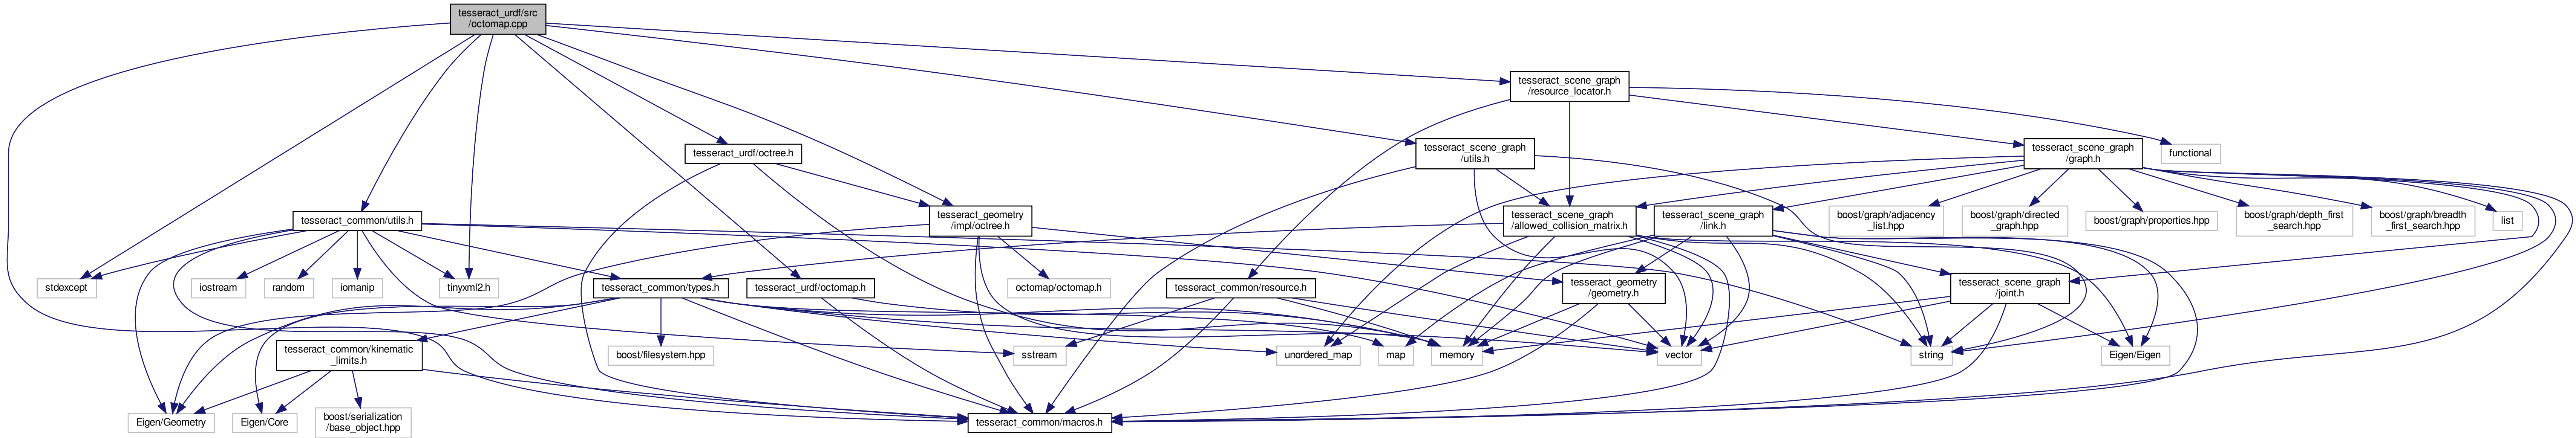 tesseract_urdf/src
/octomap.cpp
tesseract_scene_graph
/resource_locator.h
tesseract_urdf/octree.h
tesseract_scene_graph
/utils.h
tesseract_scene_graph
/graph.h
functional
tesseract_common/utils.h
tesseract_geometry
/impl/octree.h
tesseract_scene_graph
/allowed_collision_matrix.h
tesseract_scene_graph
/link.h
boost/graph/adjacency
_list.hpp
boost/graph/directed
_graph.hpp
boost/graph/properties.hpp
boost/graph/depth_first
_search.hpp
boost/graph/breadth
_first_search.hpp
list
stdexcept
iostream
random
iomanip
tinyxml2.h
tesseract_common/types.h
tesseract_urdf/octomap.h
octomap/octomap.h
tesseract_common/resource.h
tesseract_geometry
/geometry.h
tesseract_scene_graph
/joint.h
tesseract_common/kinematic
_limits.h
boost/filesystem.hpp
sstream
unordered_map
map
memory
vector
string
Eigen/Eigen
Eigen/Geometry
Eigen/Core
boost/serialization
/base_object.hpp
tesseract_common/macros.h